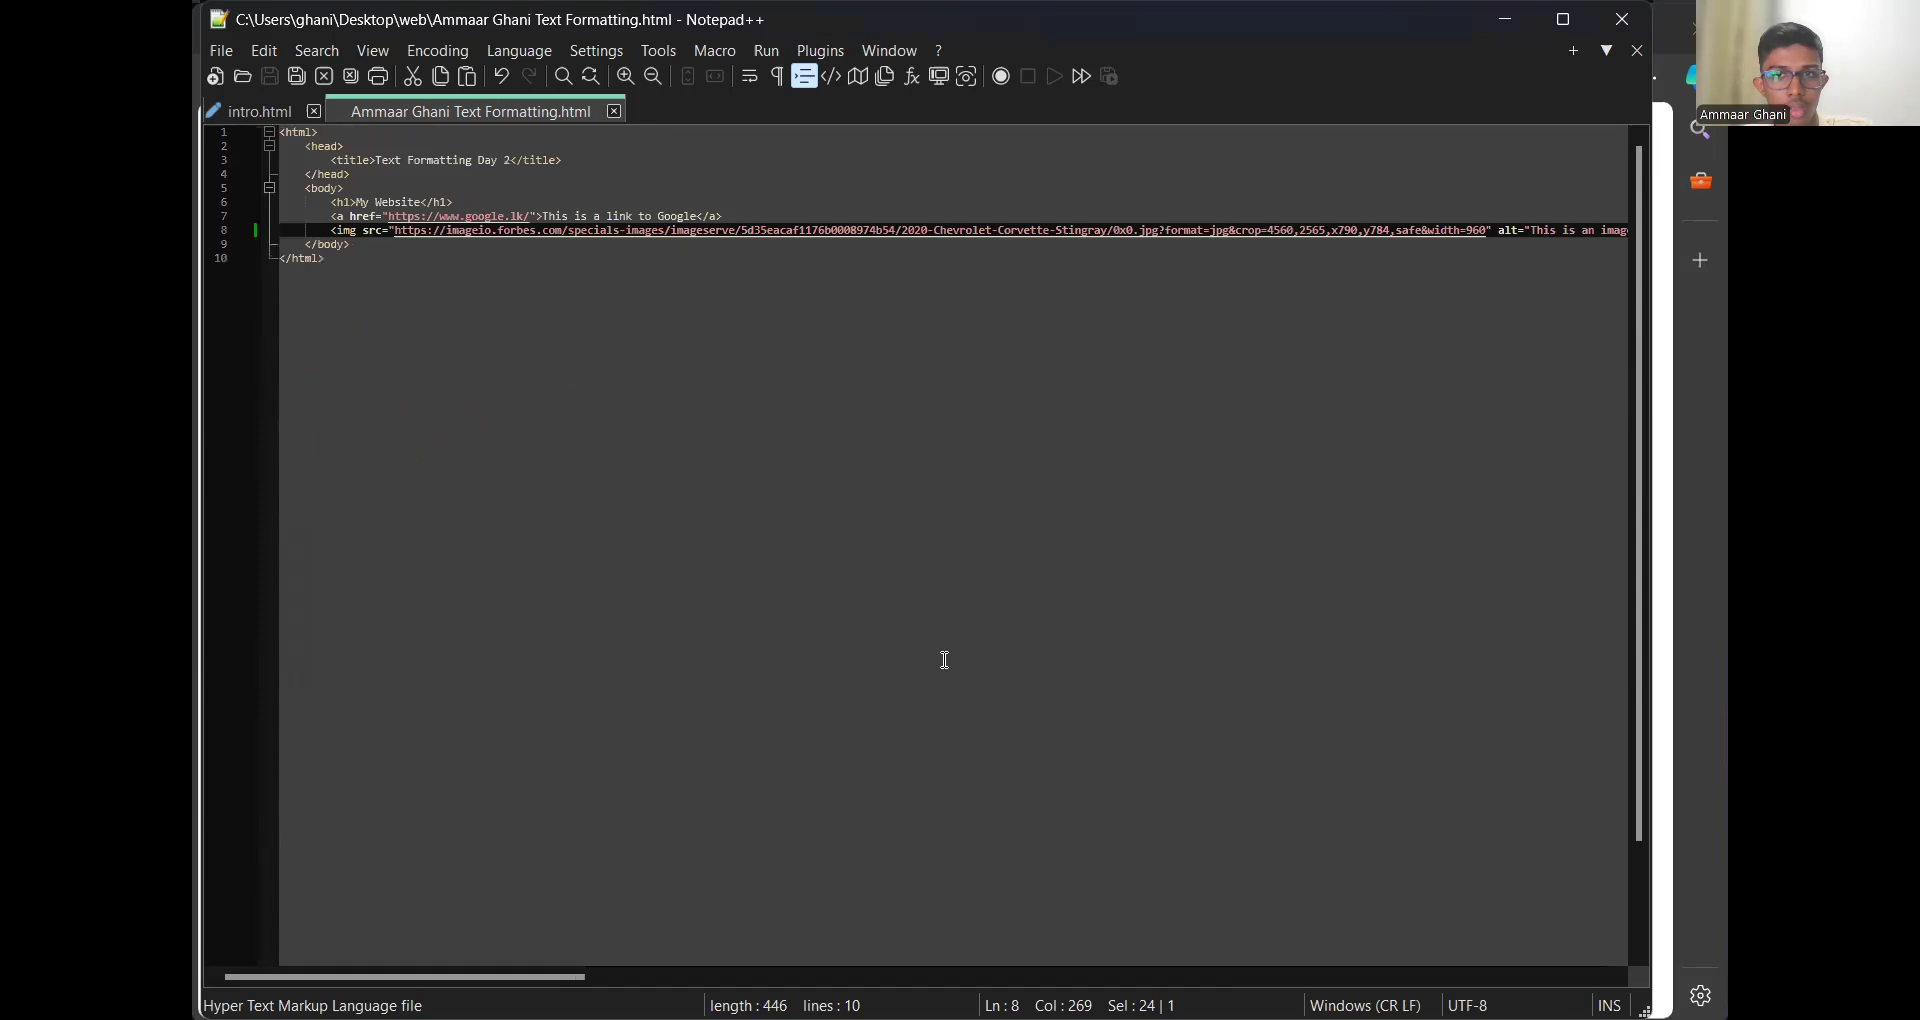 C:\Users\ghani\Desktop\web\Ammaar Ghani Text Formatting.html - Notepad++
File Edit Search View Encoding Language Settings Tools Macro Run Plugins Window ?
intro.html Ammaar Ghani Text Formatting.html
Ammaar Ghani
1 <html>
2 <head>
3 <title>Text Formatting Day 2</title>
4 </head>
5 <body>
6 <h1>My Website</h1>
7 <a href="https://www.google.lk/">This is a link to Google</a>
8 <img src="https://imageio.forbes.com/specials-images/imageserve/5d35eacaf1176b0008974b54/2020-Chevrolet-Corvette-Stingray/0x0.jpg?format=jpg&crop=4560,2565,x790,y784,safe&width=960" alt="This is an imag
9 </body>
10 </html>
Hyper Text Markup Language file length : 446 lines : 10 Ln : 8 Col : 269 Sel : 24 | 1 Windows (CR LF) UTF-8 INS